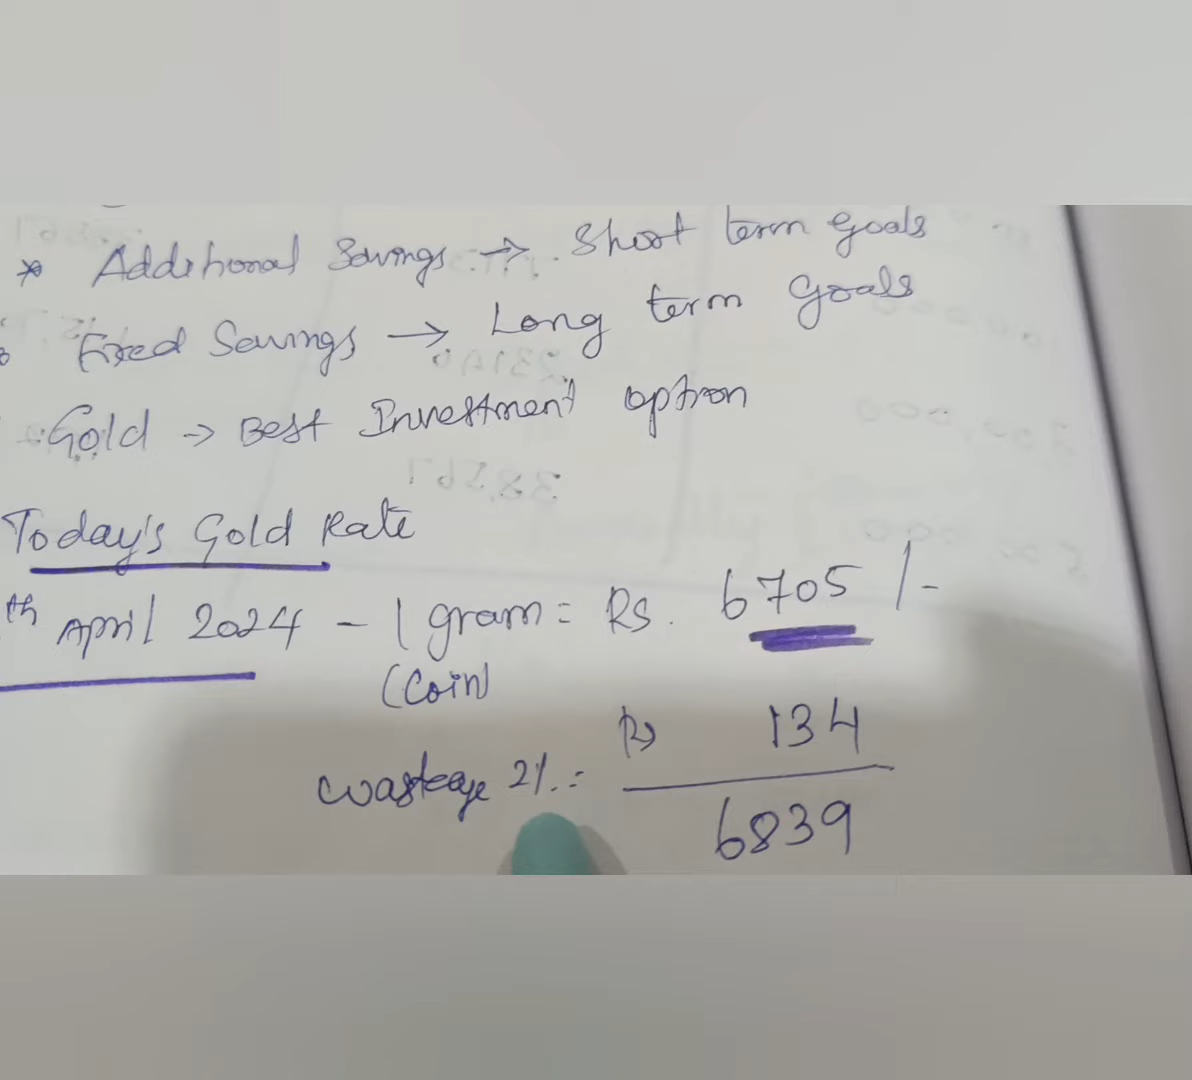 * Additional Savings → Short term goals
Fixed Savings → Long term Goals
Gold → Best Investment option
Today's Gold Rate
th April 2024 - 1 gram = Rs. 6705/-
(Coin)
Rs 134
wasteage 2%. =
6839